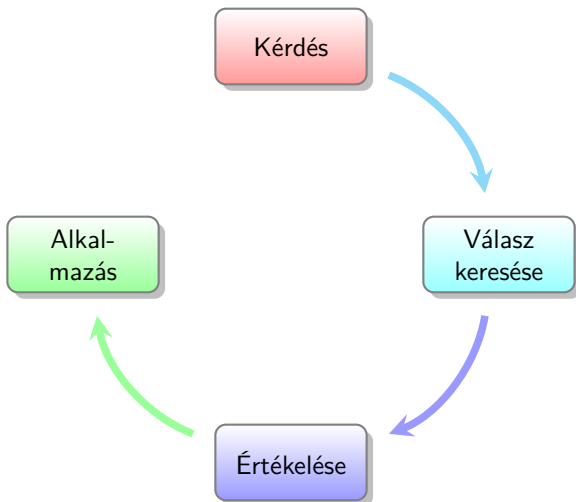 Kérdés
Válasz
keresése
Értékelése
Alkal-
mazás